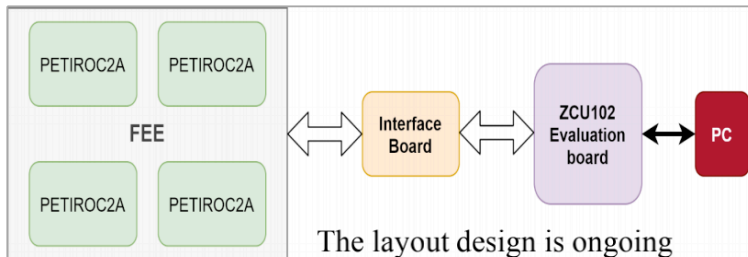 PETIROC2A
PETIROC2A
FEE
PETIROC2A
PETIROC2A
Interface
Board
ZCU102
Evaluation
board
PC
The layout design is ongoing